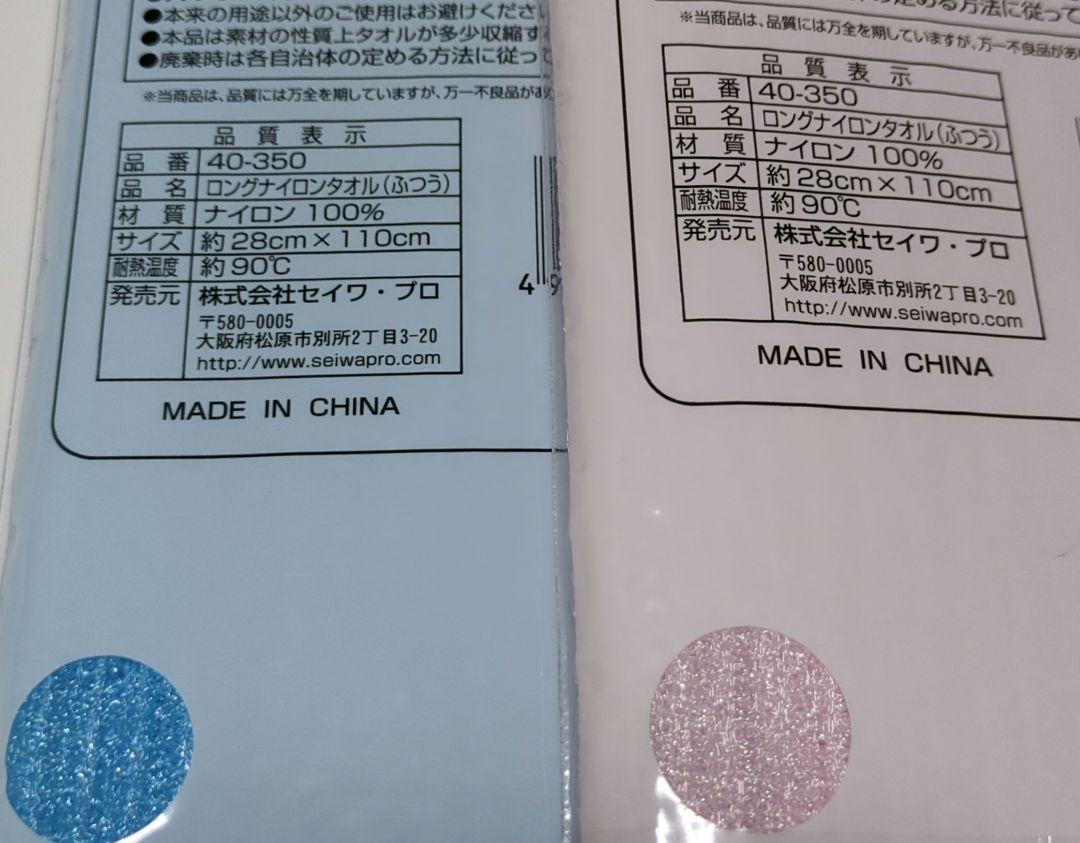 ●本来の用途以外のご使用はお避けくださ
●本品は素材の性質上タオルが多少収縮す
●廃棄時は各自治体の定める方法に従っ
※当商品は、品質には万全を期していますが、万一不良品が
品質表示
品番 40-350
品名 ロングナイロンタオル(ふつう)
材質 ナイロン 100%
サイズ 約28cm×110cm
耐熱温度 約90℃
発売元 株式会社セイワ・プロ
〒580-0005
大阪府松原市別所2丁目3-20
http://www.seiwapro.com
MADE IN CHINA
4 9
の定める方法に従って
※当商品は、品質には万全を期していますが、万一不良品があ
品質表示
品番 40-350
品名 ロングナイロンタオル(ふつう)
材質 ナイロン 100%
サイズ 約28cm×110cm
耐熱温度 約90℃
発売元 株式会社セイワ・プロ
〒580-0005
大阪府松原市別所2丁目3-20
http://www.seiwapro.com
MADE IN CHINA